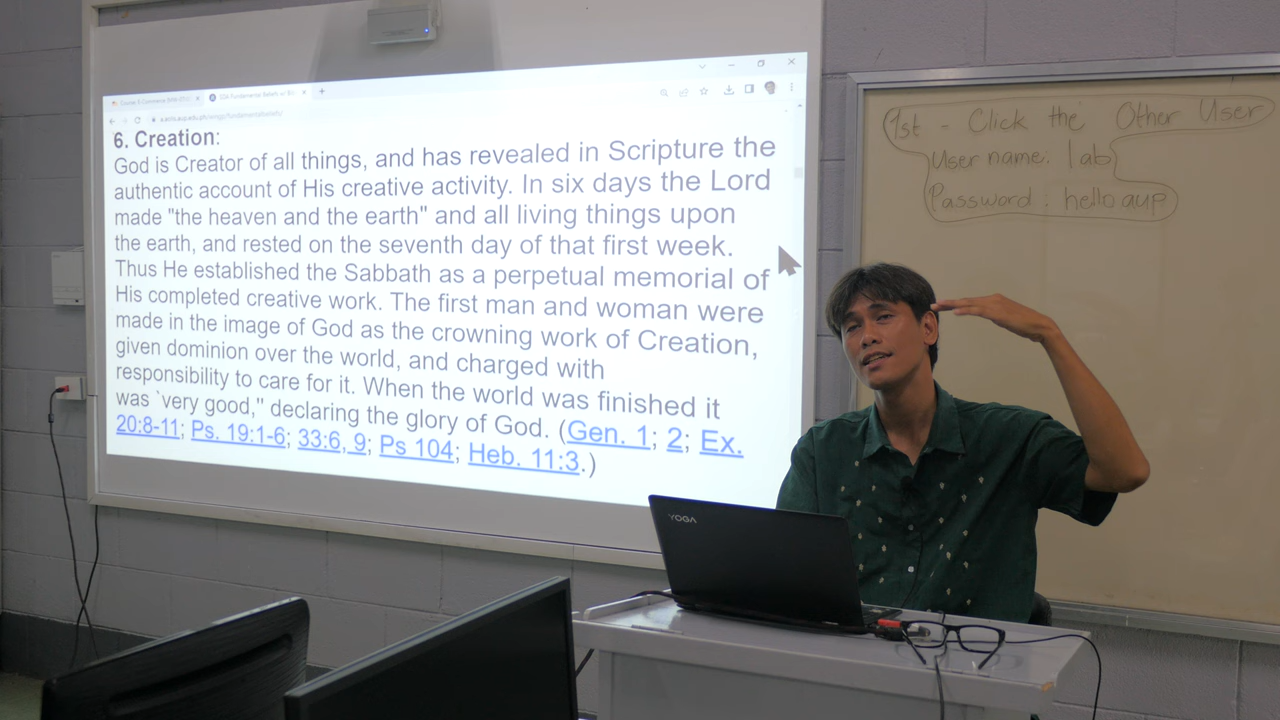 Course: E-Commerce
SDA Fundamental Beliefs
6. Creation:
God is Creator of all things, and has revealed in Scripture the
authentic account of His creative activity. In six days the Lord
made "the heaven and the earth" and all living things upon
the earth, and rested on the seventh day of that first week.
Thus He established the Sabbath as a perpetual memorial of
His completed creative work. The first man and woman were
made in the image of God as the crowning work of Creation,
given dominion over the world, and charged with
responsibility to care for it. When the world was finished it
was `very good,'' declaring the glory of God. (Gen. 1; 2; Ex.
20:8-11; Ps. 19:1-6; 33:6, 9; Ps 104; Heb. 11:3.)
1st - Click the Other User
User name: lab
Password: hello aup
YOGA